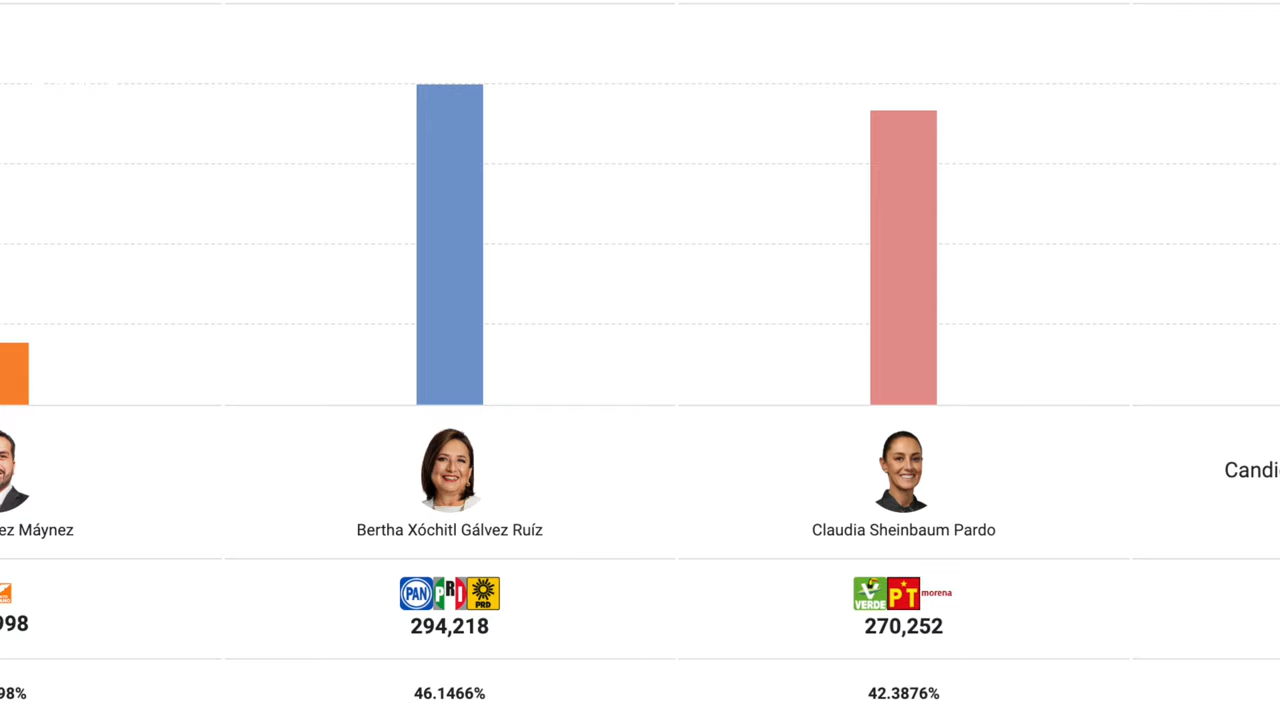 Candi
ez Máynez
Bertha Xóchitl Gálvez Ruíz
Claudia Sheinbaum Pardo
PAN PRI PRD
VERDE PT morena
998
294,218
270,252
98%
46.1466%
42.3876%